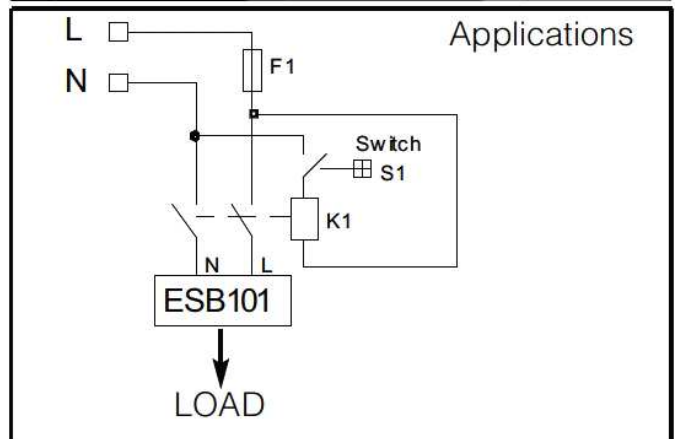 L
Applications
F1
N
Switch
S1
K1
N L
ESB101
LOAD